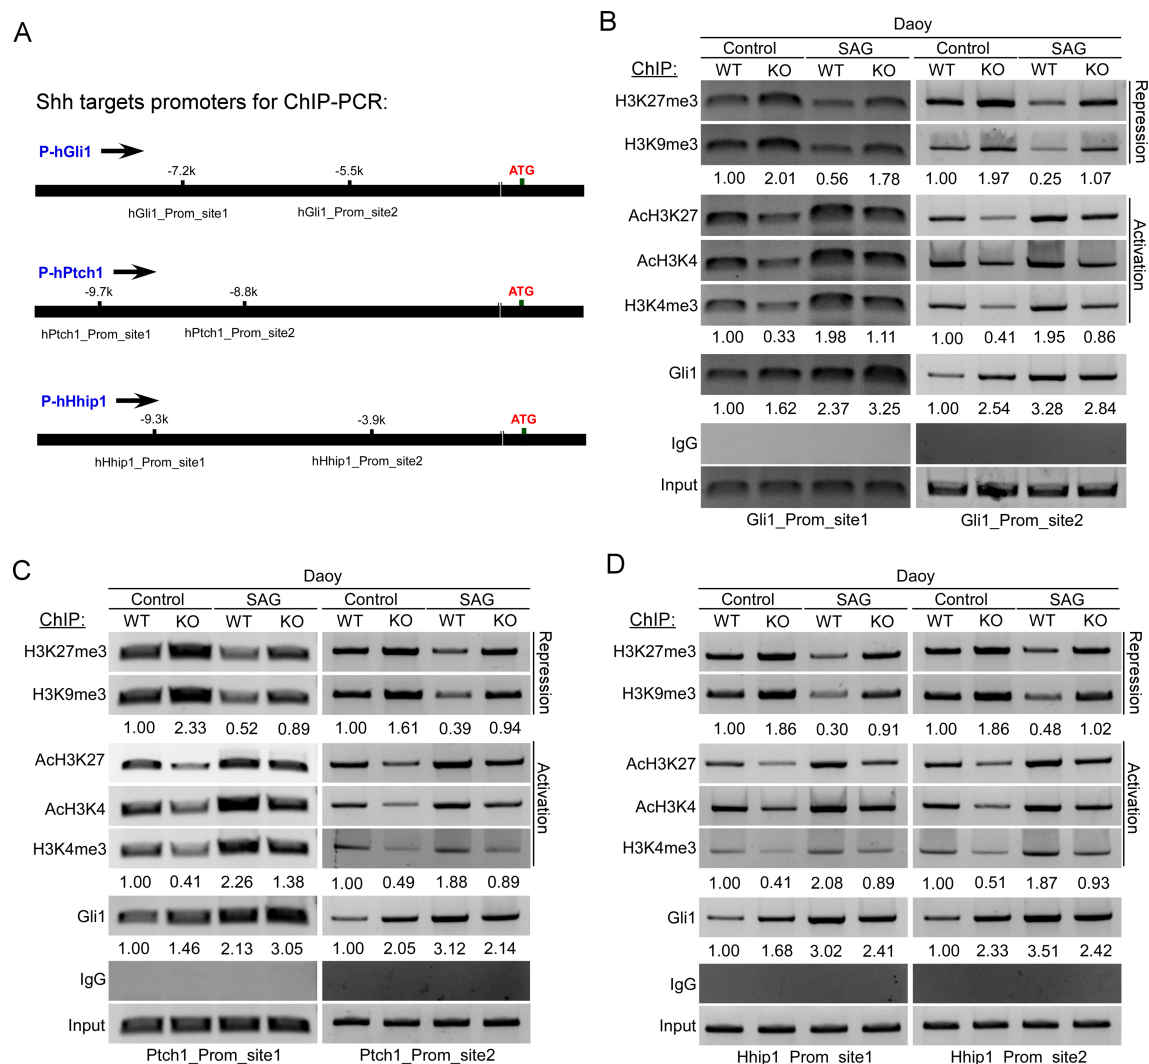 A
Shh targets promoters for ChIP-PCR:
P-hGli1
-7.2k -5.5k ATG
hGli1_Prom_site1 hGli1_Prom_site2
P-hPtch1
-9.7k -8.8k ATG
hPtch1_Prom_site1 hPtch1_Prom_site2
P-hHhip1
-9.3k -3.9k ATG
hHhip1_Prom_site1 hHhip1_Prom_site2
B
Daoy
Control SAG Control SAG
ChIP: WT KO WT KO WT KO WT KO
H3K27me3
H3K9me3
Repression
1.00 2.01 0.56 1.78 1.00 1.97 0.25 1.07
AcH3K27
AcH3K4
H3K4me3
Activation
1.00 0.33 1.98 1.11 1.00 0.41 1.95 0.86
Gli1
1.00 1.62 2.37 3.25 1.00 2.54 3.28 2.84
IgG
Input
Gli1_Prom_site1 Gli1_Prom_site2
C
Daoy
Control SAG Control SAG
ChIP: WT KO WT KO WT KO WT KO
H3K27me3
H3K9me3
Repression
1.00 2.33 0.52 0.89 1.00 1.61 0.39 0.94
AcH3K27
AcH3K4
H3K4me3
Activation
1.00 0.41 2.26 1.38 1.00 0.49 1.88 0.89
Gli1
1.00 1.46 2.13 3.05 1.00 2.05 3.12 2.14
IgG
Input
Ptch1_Prom_site1 Ptch1_Prom_site2
D
Daoy
Control SAG Control SAG
ChIP: WT KO WT KO WT KO WT KO
H3K27me3
H3K9me3
Repression
1.00 1.86 0.30 0.91 1.00 1.86 0.48 1.02
AcH3K27
AcH3K4
H3K4me3
Activation
1.00 0.41 2.08 0.89 1.00 0.51 1.87 0.93
Gli1
1.00 1.68 3.02 2.41 1.00 2.33 3.51 2.42
IgG
Input
Hhip1_Prom_site1 Hhip1_Prom_site2